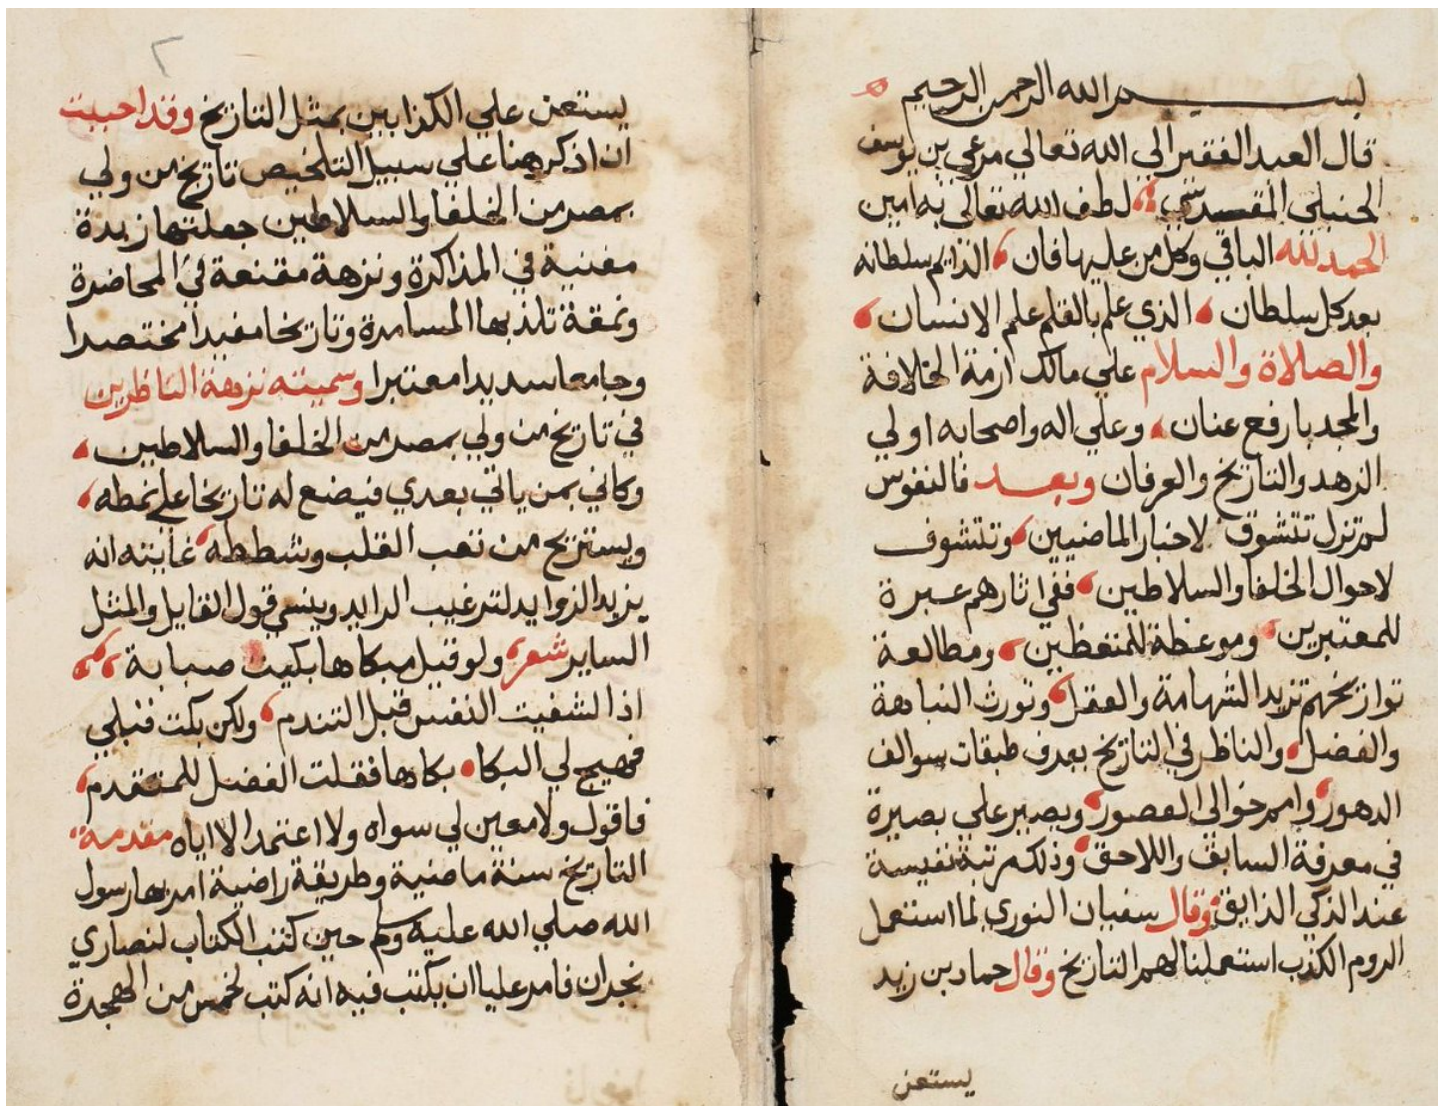 بسم الله الرحمن الرحيم
قال العبد الفقير الي الله تعالي مرعي بن يوسف
الحنبلي المقدسي لطف الله تعالي به امين
الحمد لله الباقي وكل من عليها فان الدايم سلطانه
بعد كل سلطان الذي علم بالقلم علم الانسان
والصلاة والسلام علي مالك ازمة الخلافة
والمجد بارفع عنان وعلي اله واصحابه اولي
الزهد والتاريخ والعرفان وبعد فالنفوس
لم تزل تتشوق لاخبار الماضيين وتتشوف
لاحوال الخلفا والسلاطين ففي اثارهم عبرة
للمعتبرين وموعظة للمتعظين ومطالعة
تواريخهم تزيد الشهامة والعقل وتورث النباهة
والفضل والناظر في التاريخ يعرف طبقات سوالف
الدهور وامم خوالي العصور ويصير علي بصيرة
في معرفة السابق واللاحق وذلك مرتبة نفيسة
عند الذكي الذايق وقال سفيان الثوري لما استعمل
الروم الكذب استعملنا لهم التاريخ وقال حماد بن زيد
يستعن
٢
يستعن علي الكذابين بمثل التاريخ وقد احببت
ان اذكر هنا علي سبيل التلخيص تاريخ من ولي
بمصر من الخلفا والسلاطين جعلتها زبدة
مغنية في المذاكرة ونزهة مقنعة في المحاضرة
ونمقة تلذ بها المسامرة وتاريخا مفيدا مختصرا
وجامعا سديدا معتبرا وسميته نزهة الناظرين
في تاريخ من ولي بمصر من الخلفا والسلاطين
وكاني بمن ياتي بعدي فيضع له تاريخا علي نمطه
ويستريح من تعب القلب وشططه غايته انه
يزيد الزوايد لترغيب الرايد وينسي قول القايل والمثل
الساير شعر ولو قبل مبكاها بكيت صبابة
اذا لشفيت النفس قبل التندم ولكن بكت قبلي
فهيج لي البكا بكاها فقلت الفضل للمتقدم
فاقول ولا معين لي سواه ولا اعتمد الا اياه مقدمة
التاريخ سنة ماضية وطريقة راضية امر بها رسول
الله صلي الله عليه وسلم حين كتب الكتاب لنصاري
نجران فامر عليا ان يكتب فيه انه كتب لخمس من الهجرة